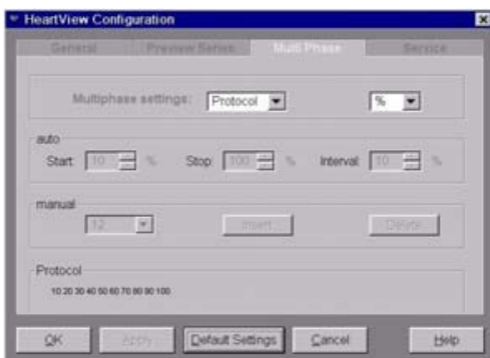 HeartView Configuration
General Preview Series Multi Phase Service
Multiphase settings: Protocol %
auto
Start: 10 % Stop: 100 % Interval: 10 %
manual
12 Insert Delete
Protocol
10 20 30 40 50 60 70 80 90 100
OK Apply Default Settings Cancel Help